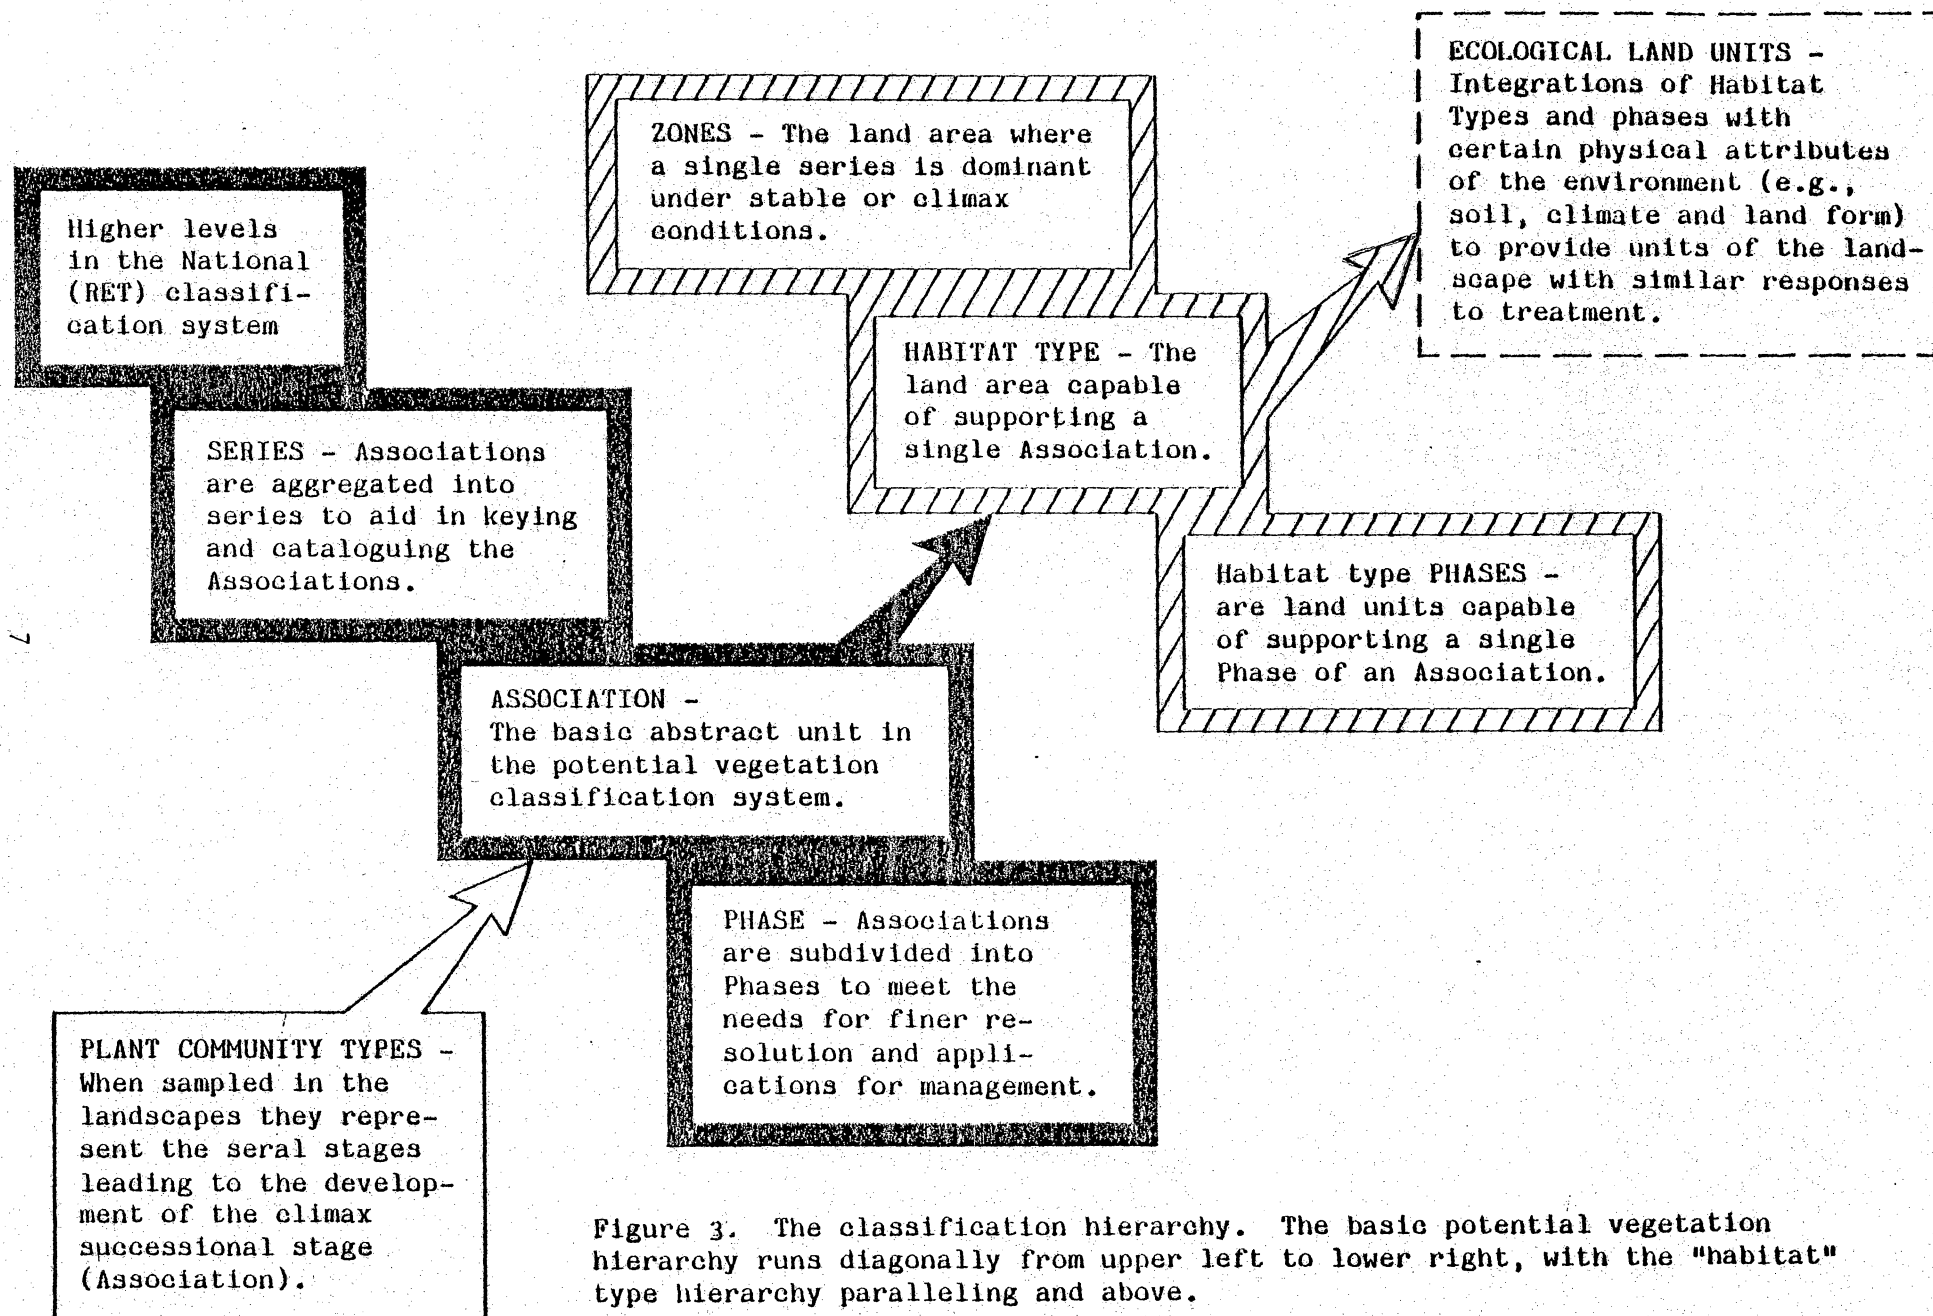 ECOLOGICAL LAND UNITS -
Integrations of Habitat
Types and phases with
certain physical attributes
of the environment (e.g.,
soil, climate and land form)
to provide units of the land-
scape with similar responses
to treatment.
ZONES - The land area where
a single series is dominant
under stable or climax
conditions.
Higher levels
in the National
(RET) classifi-
cation system
HABITAT TYPE - The
land area capable
of supporting a
single Association.
SERIES - Associations
are aggregated into
series to aid in keying
and cataloguing the
Associations.
Habitat type PHASES -
are land units capable
of supporting a single
Phase of an Association.
7
ASSOCIATION -
The basic abstract unit in
the potential vegetation
classification system.
PHASE - Associations
are subdivided into
Phases to meet the
needs for finer re-
solution and appli-
cations for management.
PLANT COMMUNITY TYPES -
When sampled in the
landscapes they repre-
sent the seral stages
leading to the develop-
ment of the climax
successional stage
(Association).
Figure 3. The classification hierarchy. The basic potential vegetation
hierarchy runs diagonally from upper left to lower right, with the "habitat"
type hierarchy paralleling and above.